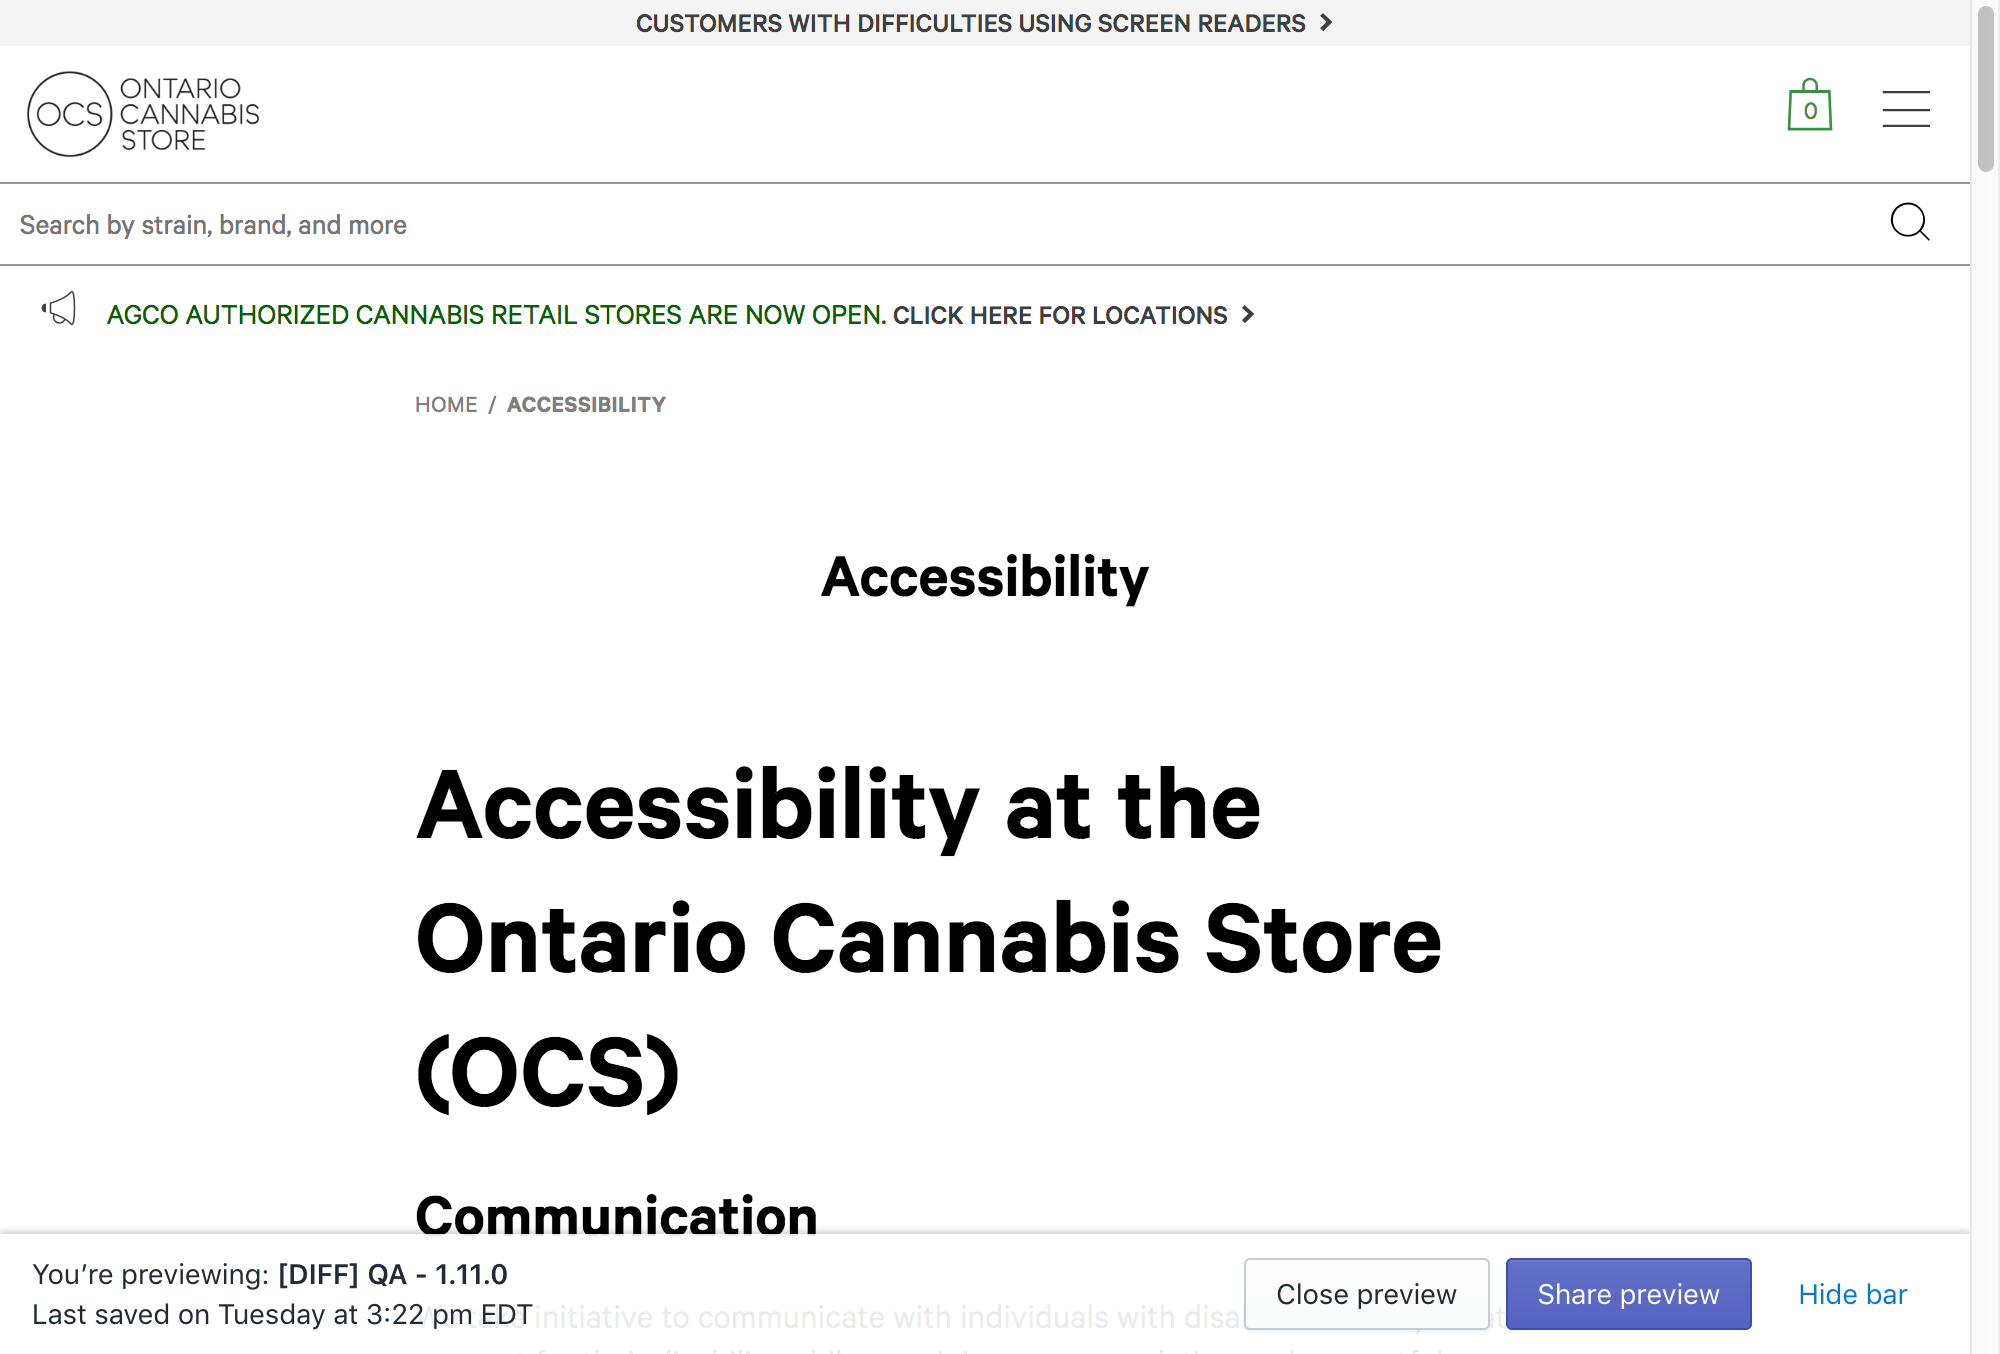 CUSTOMERS WITH DIFFICULTIES USING SCREEN READERS
OCS
ONTARIO
CANNABIS
STORE
0
Search by strain, brand, and more
AGCO AUTHORIZED CANNABIS RETAIL STORES ARE NOW OPEN. CLICK HERE FOR LOCATIONS
HOME / ACCESSIBILITY
Accessibility
Accessibility at the
Ontario Cannabis Store
(OCS)
Communication
You're previewing: [DIFF] QA - 1.11.0
Last saved on Tuesday at 3:22 pm EDT
We take initiative to communicate with individuals with
Close preview
Share preview
Hide bar